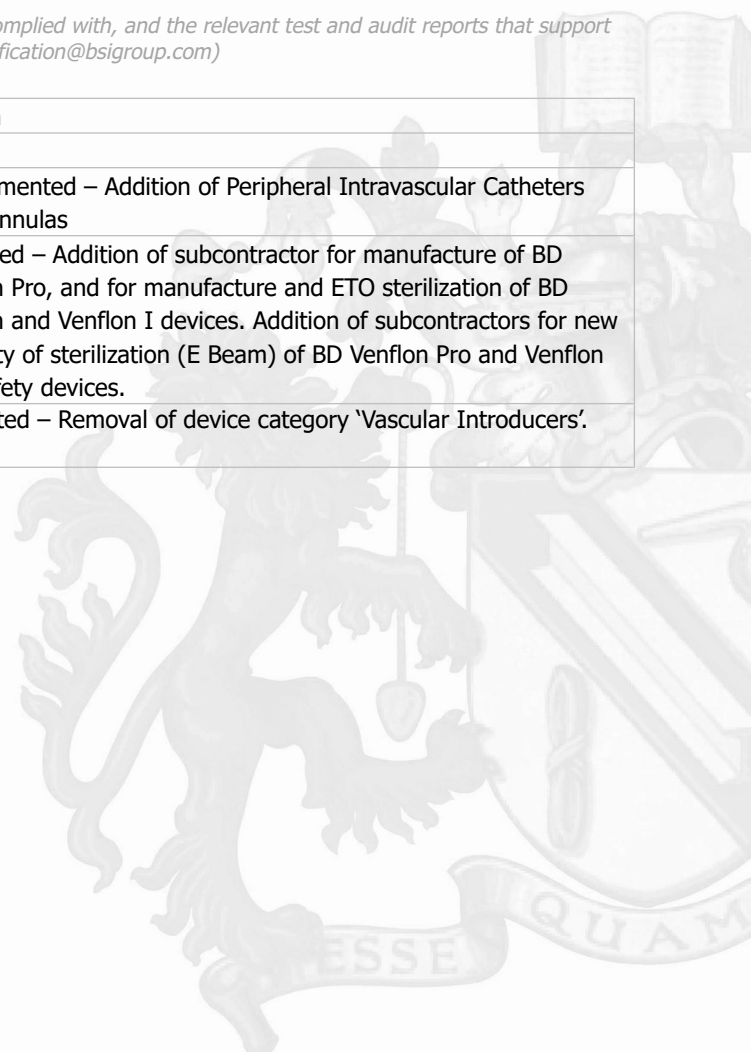 omplied with, and the relevant test and audit reports that support
fication@bsigroup.com)
mented – Addition of Peripheral Intravascular Catheters
nnulas
ed – Addition of subcontractor for manufacture of BD
n Pro, and for manufacture and ETO sterilization of BD
n and Venflon I devices. Addition of subcontractors for new
ty of sterilization (E Beam) of BD Venflon Pro and Venflon
fety devices.
ted – Removal of device category ‘Vascular Introducers’.
ESSE QUAM